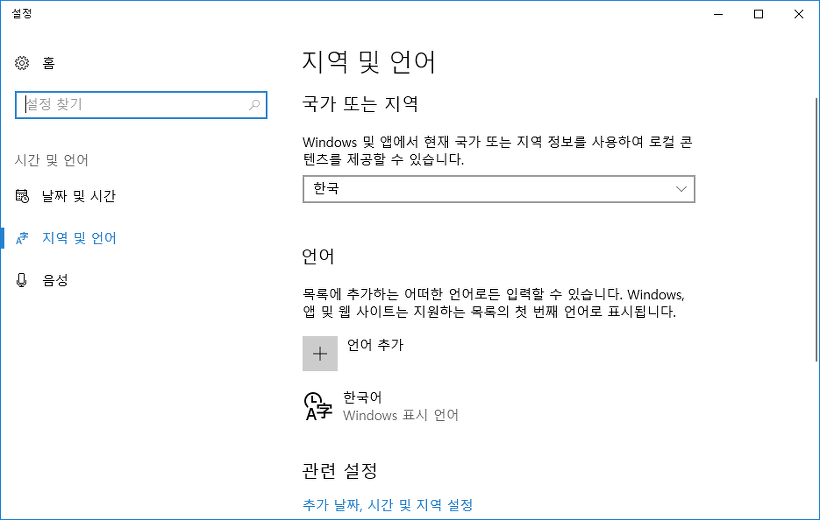 설정
홈
설정 찾기
시간 및 언어
날짜 및 시간
지역 및 언어
음성
지역 및 언어
국가 또는 지역
Windows 및 앱에서 현재 국가 또는 지역 정보를 사용하여 로컬 콘
텐츠를 제공할 수 있습니다.
한국
언어
목록에 추가하는 어떠한 언어로든 입력할 수 있습니다. Windows,
앱 및 웹 사이트는 지원하는 목록의 첫 번째 언어로 표시됩니다.
언어 추가
한국어
Windows 표시 언어
관련 설정
추가 날짜, 시간 및 지역 설정